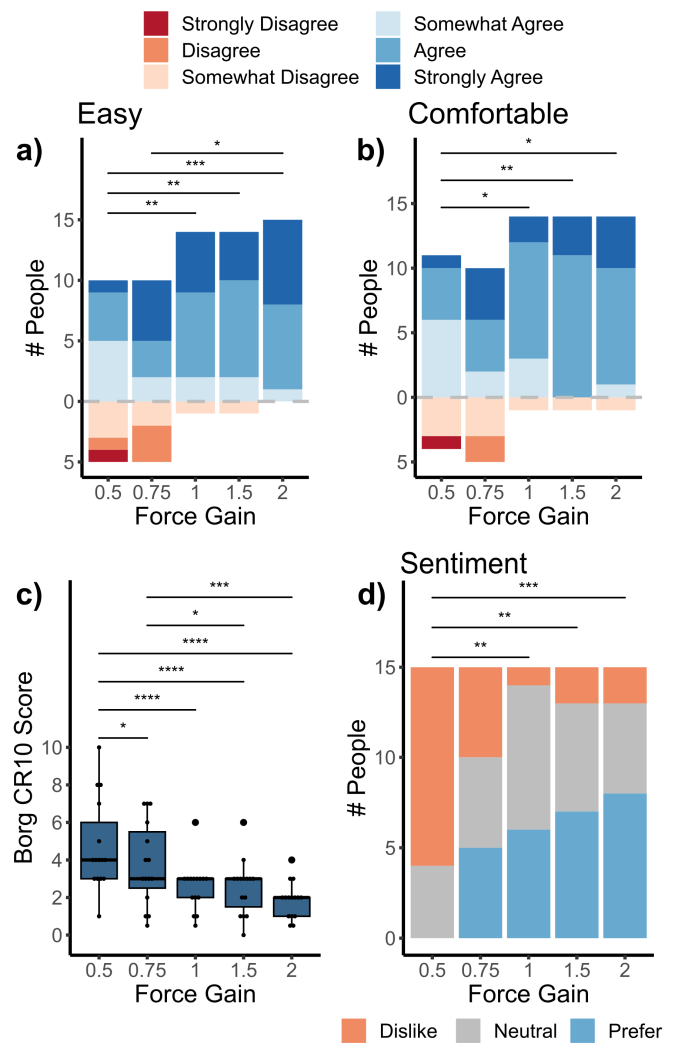 Strongly Disagree Somewhat Agree
Disagree Agree
Somewhat Disagree Strongly Agree
Easy Comfortable
a) * b) *
*** **
** *
**
15 15
10 10
5 5
0 0
5 5
# People # People
0.5 0.75 1 1.5 2 0.5 0.75 1 1.5 2
Force Gain Force Gain
Sentiment
c) *** d) ***
* **
**** **
****
****
*
10 15
8 10
6 5
4 0
2
0
Borg CR10 Score # People
0.5 0.75 1 1.5 2 0.5 0.75 1 1.5 2
Force Gain Force Gain
Dislike Neutral Prefer